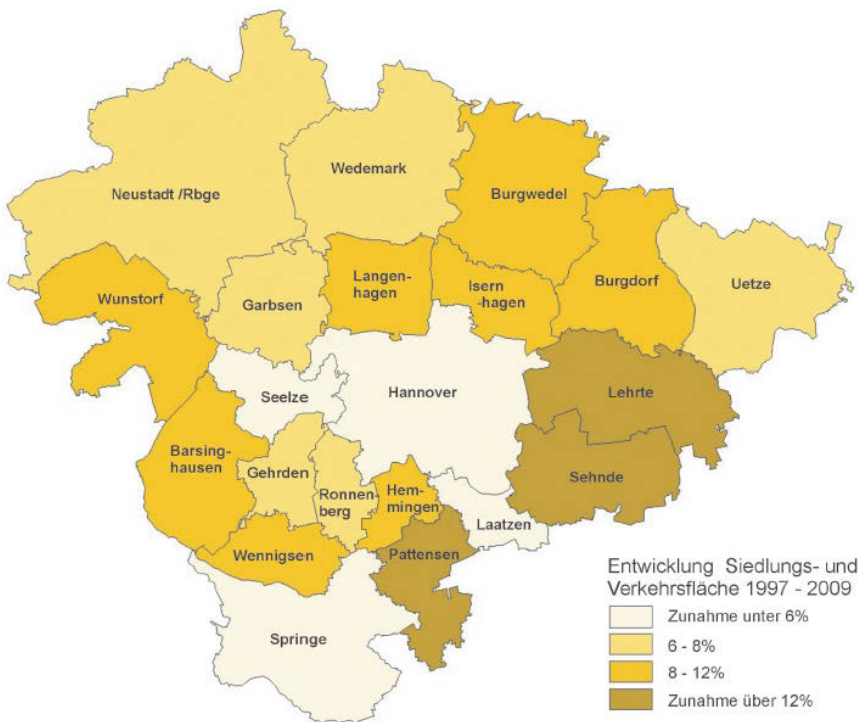 Wedemark
Neustadt /Rbge
Burgwedel
Langen-
hagen
Isern
-hagen
Burgdorf
Uetze
Wunstorf
Garbsen
Seelze
Hannover
Lehrte
Barsing-
hausen
Gehrden
Ronnen-
berg
Hem-
mingen
Sehnde
Laatzen
Wennigsen
Pattensen
Springe
Entwicklung Siedlungs- und
Verkehrsfläche 1997 - 2009
Zunahme unter 6%
6 - 8%
8 - 12%
Zunahme über 12%